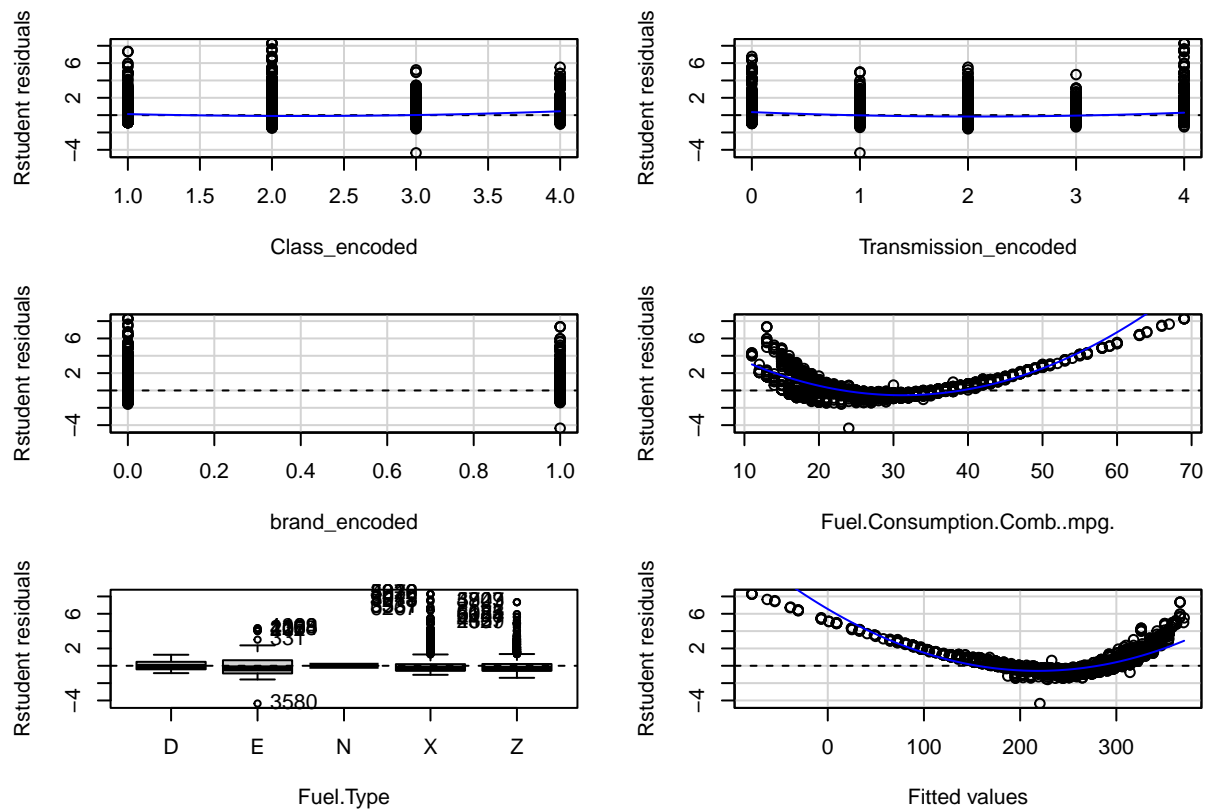 Rstudent residuals
6
2
−4
1.0 1.5 2.0 2.5 3.0 3.5 4.0
Class_encoded
Rstudent residuals
6
2
−4
0 1 2 3 4
Transmission_encoded
Rstudent residuals
6
2
−4
0.0 0.2 0.4 0.6 0.8 1.0
brand_encoded
Rstudent residuals
6
2
−4
10 20 30 40 50 60 70
Fuel.Consumption.Comb..mpg.
Rstudent residuals
6
2
−4
331
3580
D E N X Z
Fuel.Type
Rstudent residuals
6
2
−4
0 100 200 300
Fitted values